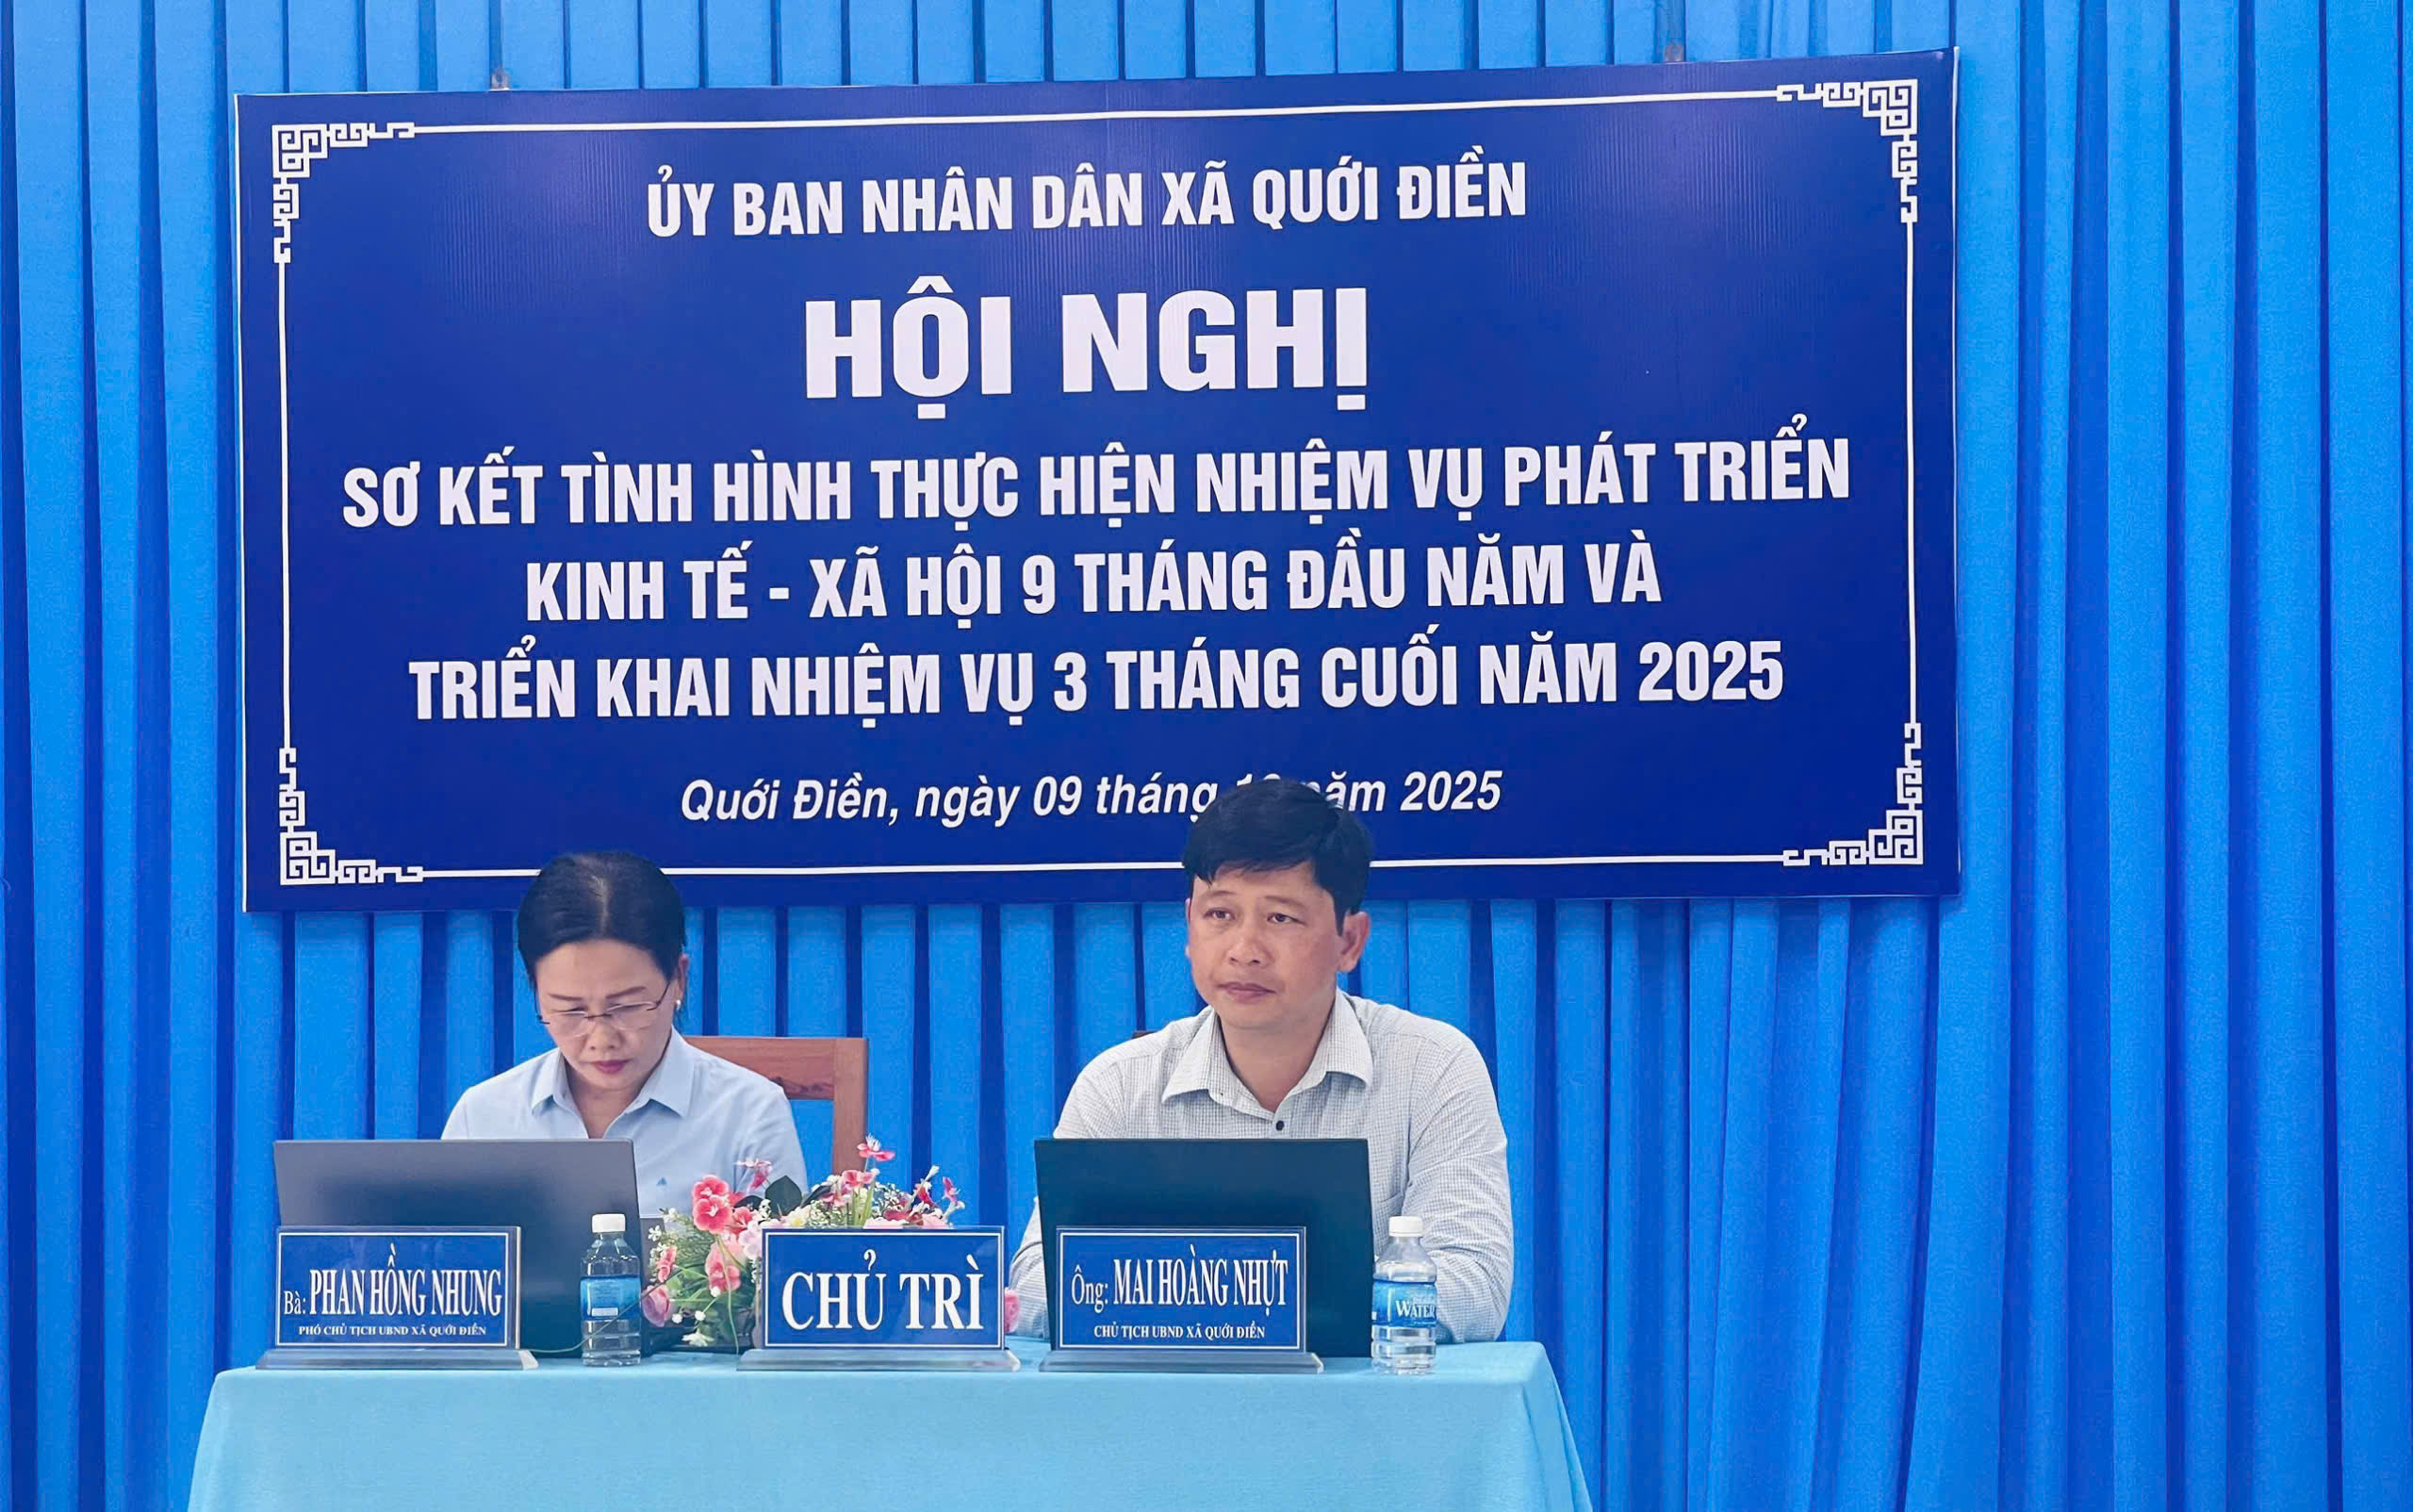 ỦY BAN NHÂN DÂN XÃ QUỚI ĐIỀN
HỘI NGHỊ
SƠ KẾT TÌNH HÌNH THỰC HIỆN NHIỆM VỤ PHÁT TRIỂN
KINH TẾ - XÃ HỘI 9 THÁNG ĐẦU NĂM VÀ
TRIỂN KHAI NHIỆM VỤ 3 THÁNG CUỐI NĂM 2025
Quới Điền, ngày 09 tháng năm 2025
Bà: PHAN HỒNG NHUNG
PHÓ CHỦ TỊCH UBND XÃ QUỚI ĐIỀN
CHỦ TRÌ
Ông: MAI HOÀNG NHỰT
CHỦ TỊCH UBND XÃ QUỚI ĐIỀN
WATER